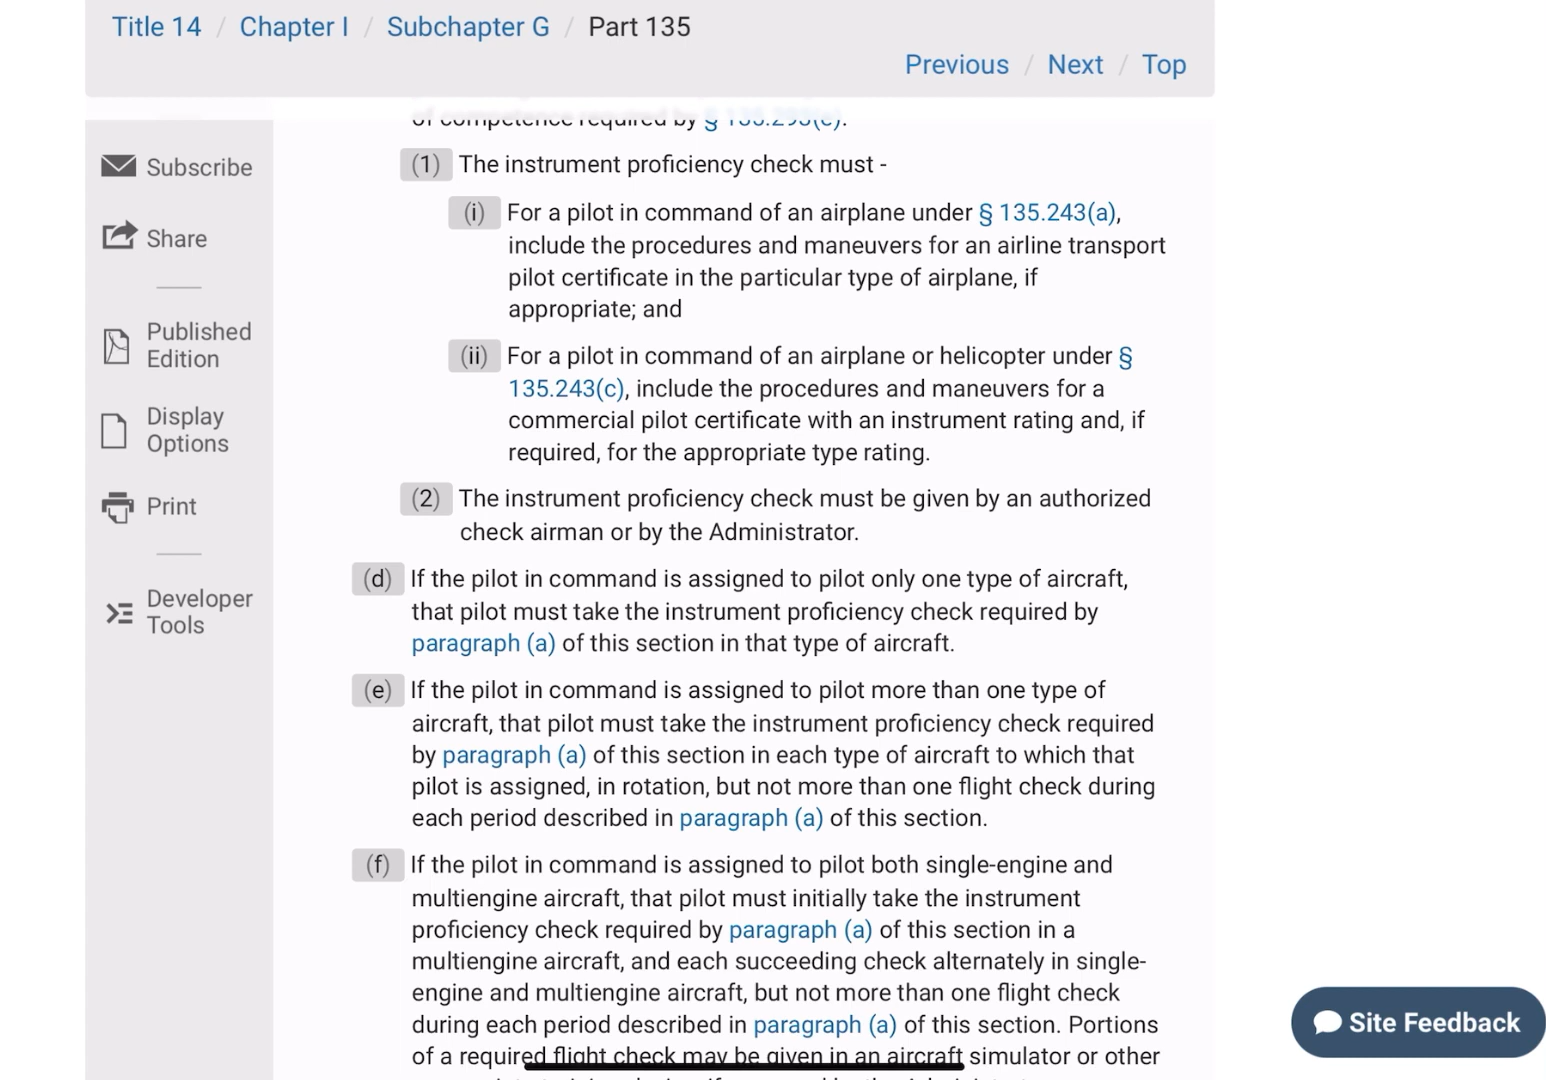 Title 14 / Chapter I / Subchapter G / Part 135
Previous / Next / Top
Subscribe
Share
Published
Edition
Display
Options
Print
Developer
Tools
of competence required by § 135.293(c).
(1) The instrument proficiency check must -
(i) For a pilot in command of an airplane under § 135.243(a),
include the procedures and maneuvers for an airline transport
pilot certificate in the particular type of airplane, if
appropriate; and
(ii) For a pilot in command of an airplane or helicopter under §
135.243(c), include the procedures and maneuvers for a
commercial pilot certificate with an instrument rating and, if
required, for the appropriate type rating.
(2) The instrument proficiency check must be given by an authorized
check airman or by the Administrator.
(d) If the pilot in command is assigned to pilot only one type of aircraft,
that pilot must take the instrument proficiency check required by
paragraph (a) of this section in that type of aircraft.
(e) If the pilot in command is assigned to pilot more than one type of
aircraft, that pilot must take the instrument proficiency check required
by paragraph (a) of this section in each type of aircraft to which that
pilot is assigned, in rotation, but not more than one flight check during
each period described in paragraph (a) of this section.
(f) If the pilot in command is assigned to pilot both single-engine and
multiengine aircraft, that pilot must initially take the instrument
proficiency check required by paragraph (a) of this section in a
multiengine aircraft, and each succeeding check alternately in single-
engine and multiengine aircraft, but not more than one flight check
during each period described in paragraph (a) of this section. Portions
of a required flight check may be given in an aircraft simulator or other
Site Feedback